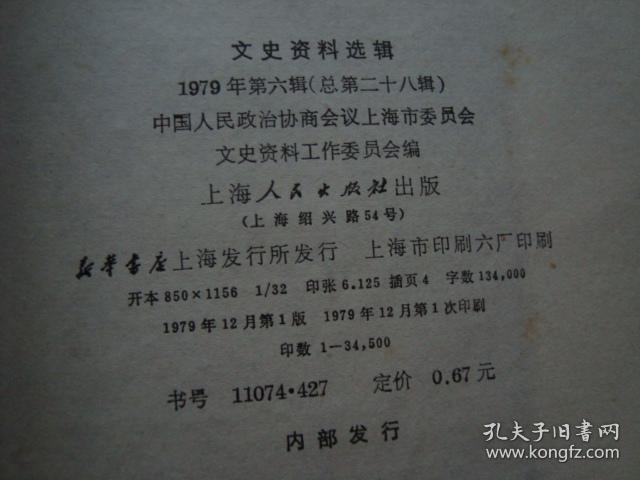 文史资料选辑
1979年第六辑(总第二十八辑)
中国人民政治协商会议上海市委员会
文史资料工作委员会编
上海人民出版社出版
(上海绍兴路54号)
新华书店上海发行所发行 上海市印刷六厂印刷
开本850×1156 1/32 印张6.125 插页4 字数134,000
1979年12月第1版 1979年12月第1次印刷
印数1—34,500
书号 11074·427 定价 0.67元
内部发行
孔夫子旧书网
www.kongfz.com